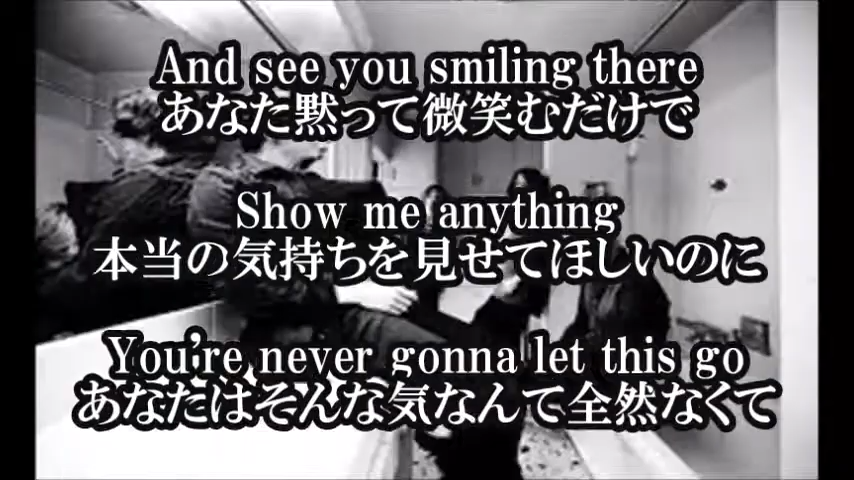 And see you smiling there
あなた黙って微笑むだけで
Show me anything
本当の気持ちを見せてほしいのに
You're never gonna let this go
あなたはそんな気なんて全然なくて